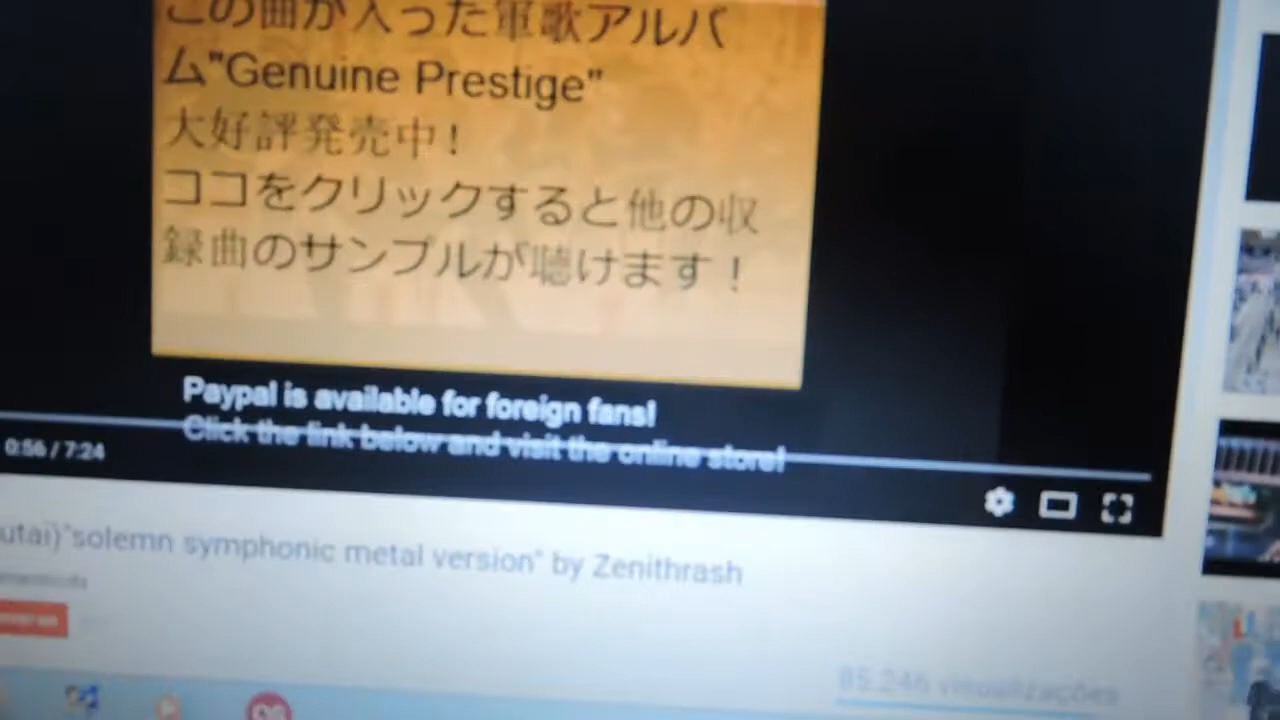 この曲が入った軍歌アルバ
ム"Genuine Prestige"
大好評発売中!
ココをクリックすると他の収
録曲のサンプルが聴けます!
Paypal is available for foreign fans!
Click the link below and visit the online store!
0:56 / 7:24
utai)"solemn symphonic metal version" by Zenithrash
85.246 visualizações